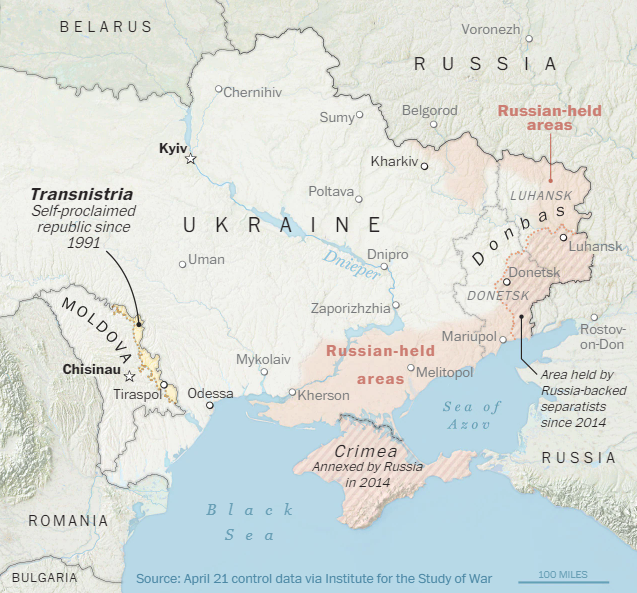 BELARUS
Voronezh
RUSSIA
Chernihiv
Sumy
Belgorod
Russian-held
areas
Kyiv
Kharkiv
Transnistria
Self-proclaimed
republic since
1991
Poltava
LUHANSK
UKRAINE
Donbas
Luhansk
Uman
Dnieper
Dnipro
Donetsk
DONETSK
MOLDOVA
Zaporizhzhia
Mariupol
Rostov-
on-Don
Russian-held
areas
Mykolaiv
Chisinau
Melitopol
Area held by
Russia-backed
separatists
since 2014
Tiraspol
Odessa
Kherson
Sea of
Azov
Crimea
Annexed by Russia
in 2014
RUSSIA
Black
Sea
ROMANIA
BULGARIA
Source: April 21 control data via Institute for the Study of War
100 MILES